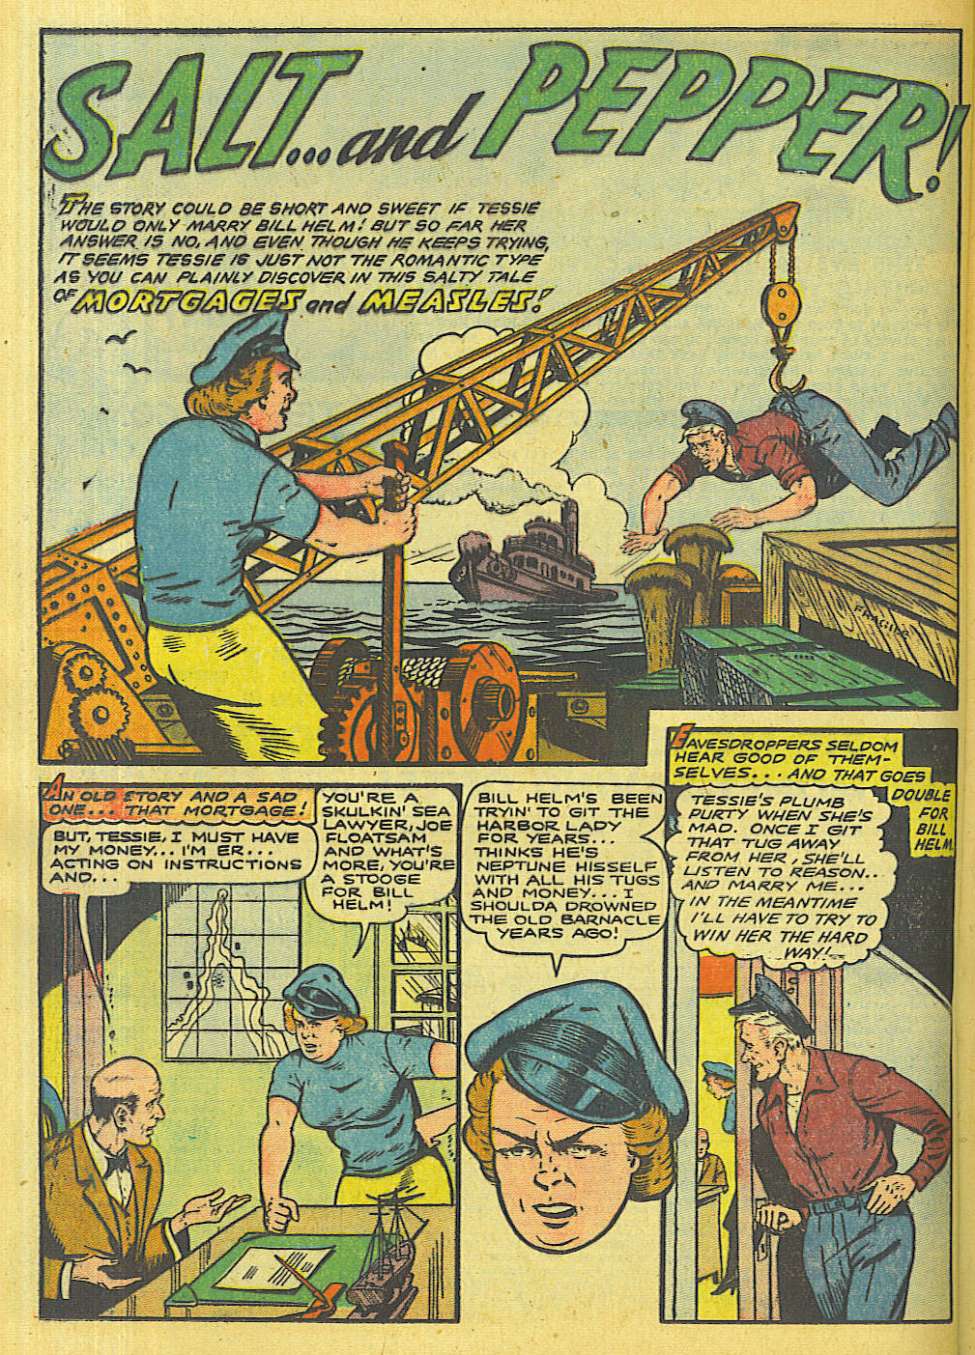 SALT... and PEPPER!
THE STORY COULD BE SHORT AND SWEET IF TESSIE
WOULD ONLY MARRY BILL HELM! BUT SO FAR HER
ANSWER IS NO, AND EVEN THOUGH HE KEEPS TRYING,
IT SEEMS TESSIE IS JUST NOT THE ROMANTIC TYPE
AS YOU CAN PLAINLY DISCOVER IN THIS SALTY TALE
OF MORTGAGES and MEASLES!
FRAGILE
AN OLD STORY AND A SAD
ONE... THAT MORTGAGE!
BUT, TESSIE, I MUST HAVE
MY MONEY... I'M ER...
ACTING ON INSTRUCTIONS
AND...
YOU'RE A
SKULKIN' SEA
LAWYER, JOE
FLOATSAM
AND WHAT'S
MORE, YOU'RE
A STOOGE
FOR BILL
HELM!
BILL HELM'S BEEN
TRYIN' TO GIT THE
HARBOR LADY
FOR YEARS...
THINKS HE'S
NEPTUNE HISSELF
WITH ALL HIS TUGS
AND MONEY... I
SHOULDA DROWNED
THE OLD BARNACLE
YEARS AGO!
EAVESDROPPERS SELDOM
HEAR GOOD OF THEM-
SELVES... AND THAT GOES
DOUBLE
FOR
BILL
HELM.
TESSIE'S PLUMB
PURTY WHEN SHE'S
MAD. ONCE I GIT
THAT TUG AWAY
FROM HER, SHE'LL
LISTEN TO REASON...
AND MARRY ME...
IN THE MEANTIME
I'LL HAVE TO TRY TO
WIN HER THE HARD
WAY!